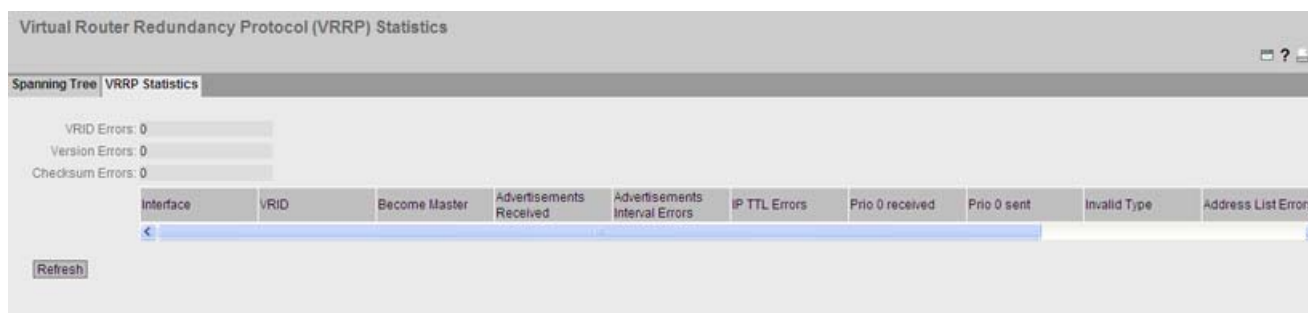 Virtual Router Redundancy Protocol (VRRP) Statistics
?
Spanning Tree VRRP Statistics
VRID Errors: 0
Version Errors: 0
Checksum Errors: 0
Interface VRID Become Master Advertisements Received Advertisements Interval Errors IP TTL Errors Prio 0 received Prio 0 sent Invalid Type Address List Error
Refresh